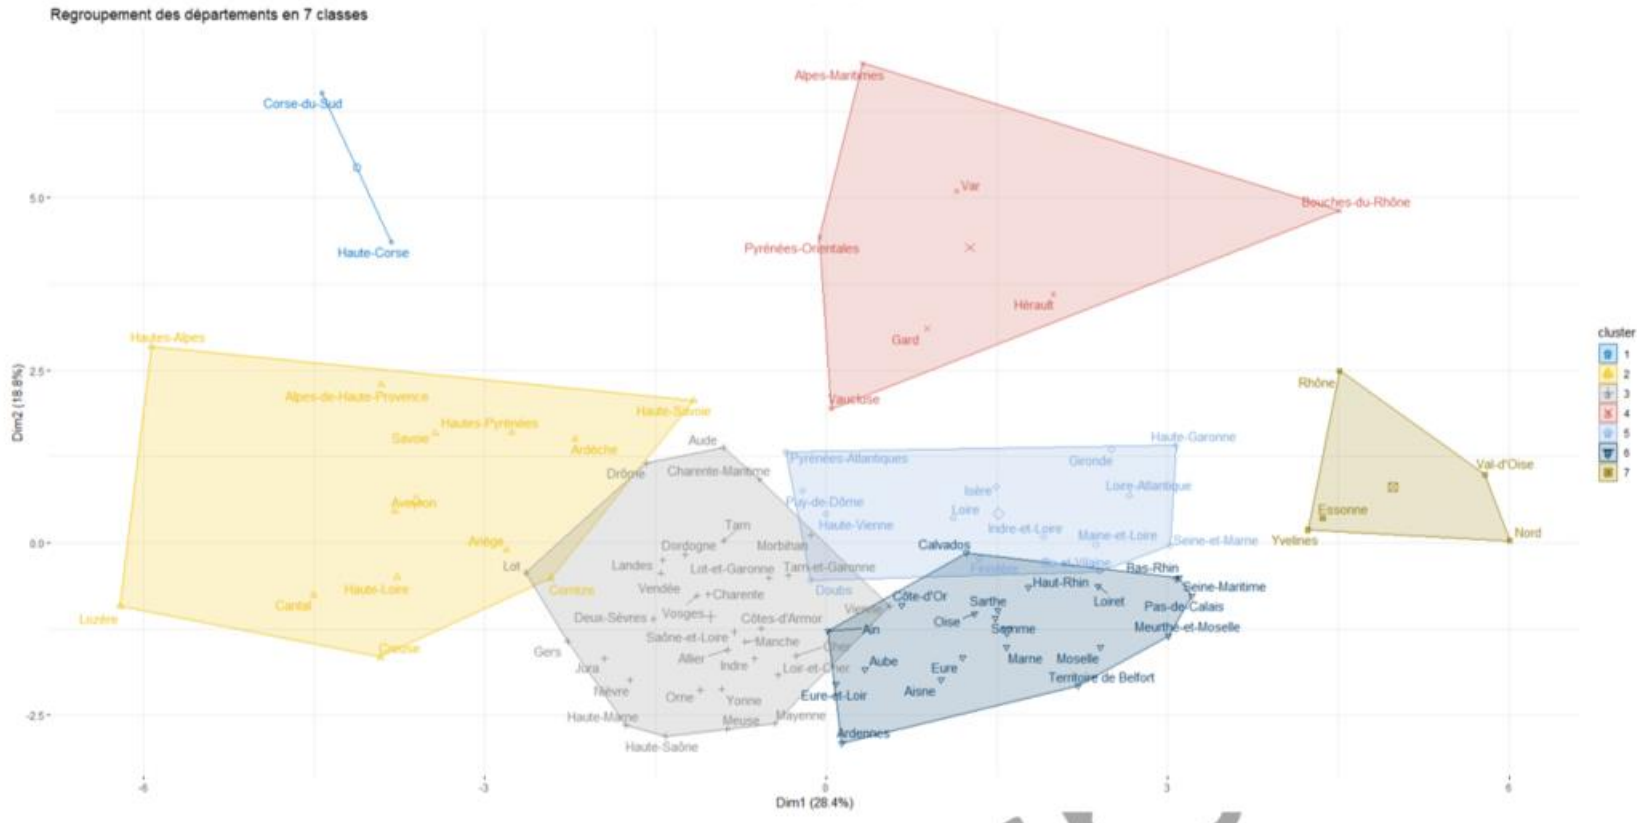 Regroupement des départements en 7 classes
Alpes-Maritimes
Corse-du-Sud
Var
Bouches-du-Rhône
5.0
Haute-Corse
Pyrénées-Orientales
Hérault
Gard
Hautes-Alpes
cluster
1
2
3
4
5
6
7
2.5
Dim2 (18.8%)
Rhône
Alpes-de-Haute-Provence
Vaucluse
Haute-Savoie
Hautes-Pyrénées
Savoie
Ardèche
Aude
Haute-Garonne
Drôme
Charente-Maritime
Pyrénées-Atlantiques
Gironde
Val-d'Oise
Aveyron
Puy-de-Dôme
Isère
Loire-Atlantique
Loire
Essonne
Haute-Vienne
Indre-et-Loire
Tarn
Maine-et-Loire
Seine-et-Marne
Yvelines
Nord
0.0
Ariège
Dordogne
Morbihan
Calvados
Lot
Landes
Lot-et-Garonne
Tarn-et-Garonne
Finistère
Bas-Rhin
Haute-Loire
Corrèze
Vendée
Charente
Doubs
Haut-Rhin
Seine-Maritime
Cantal
Côte-d'Or
Sarthe
Loiret
Pas-de-Calais
Lozère
Deux-Sèvres
Vosges
Côtes-d'Armor
Vienne
Oise
Somme
Meurthe-et-Moselle
Ain
Saône-et-Loire
Manche
Cher
Creuse
Gers
Allier
Indre
Loir-et-Cher
Aube
Eure
Marne
Moselle
Jura
Territoire de Belfort
Nièvre
Orne
Yonne
Eure-et-Loir
Aisne
-2.5
Haute-Marne
Meuse
Mayenne
Haute-Saône
Ardennes
-6
-3
0
3
6
Dim1 (28.4%)